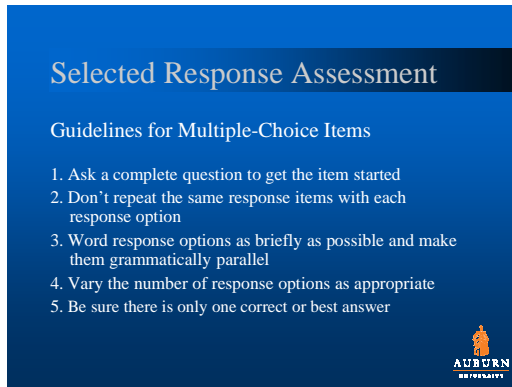 Selected Response Assessment
Guidelines for Multiple-Choice Items
1. Ask a complete question to get the item started
2. Don't repeat the same response items with each
response option
3. Word response options as briefly as possible and make
them grammatically parallel
4. Vary the number of response options as appropriate
5. Be sure there is only one correct or best answer
AUBURN
UNIVERSITY